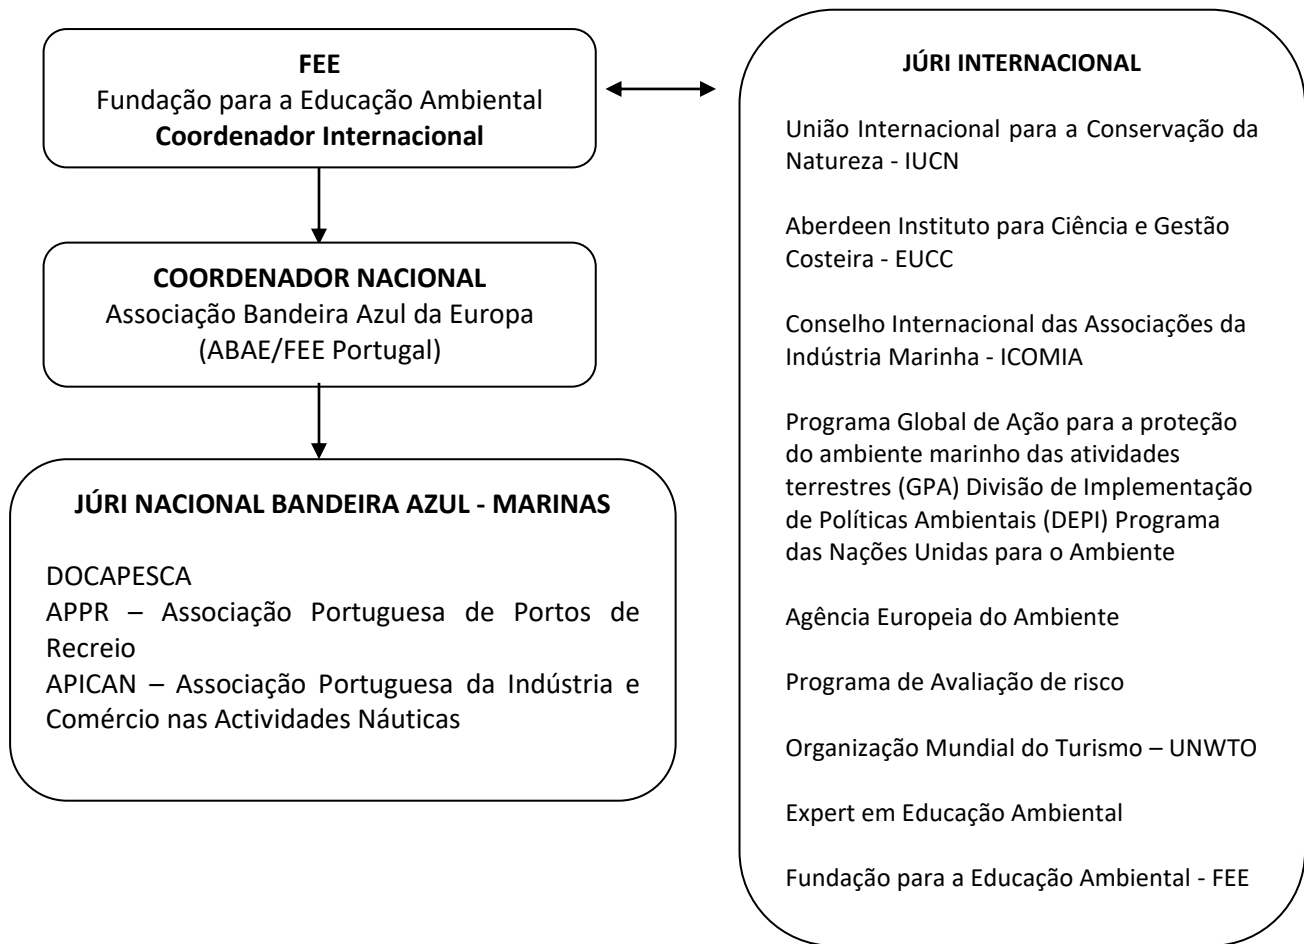 FEE
Fundação para a Educação Ambiental
Coordenador Internacional
COORDENADOR NACIONAL
Associação Bandeira Azul da Europa
(ABAE/FEE Portugal)
JÚRI NACIONAL BANDEIRA AZUL - MARINAS
DOCAPESCA
APPR – Associação Portuguesa de Portos de
Recreio
APICAN – Associação Portuguesa da Indústria e
Comércio nas Actividades Náuticas
JÚRI INTERNACIONAL
União Internacional para a Conservação da
Natureza - IUCN
Aberdeen Instituto para Ciência e Gestão
Costeira - EUCC
Conselho Internacional das Associações da
Indústria Marinha - ICOMIA
Programa Global de Ação para a proteção
do ambiente marinho das atividades
terrestres (GPA) Divisão de Implementação
de Políticas Ambientais (DEPI) Programa
das Nações Unidas para o Ambiente
Agência Europeia do Ambiente
Programa de Avaliação de risco
Organização Mundial do Turismo – UNWTO
Expert em Educação Ambiental
Fundação para a Educação Ambiental - FEE